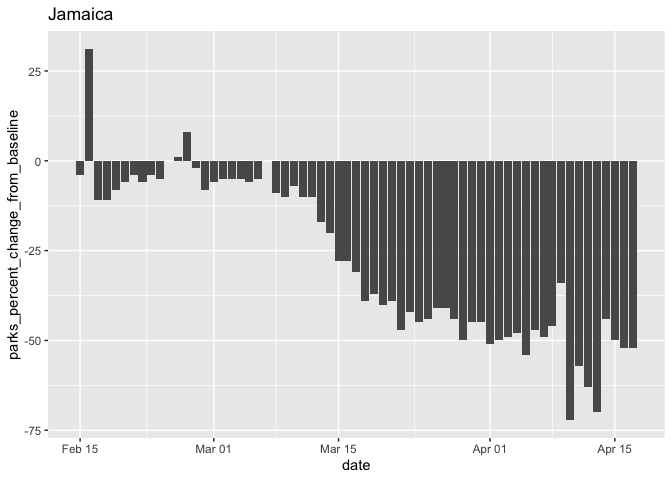 Jamaica
25
0
-25
-50
-75
parks_percent_change_from_baseline
Feb 15
Mar 01
Mar 15
Apr 01
Apr 15
date